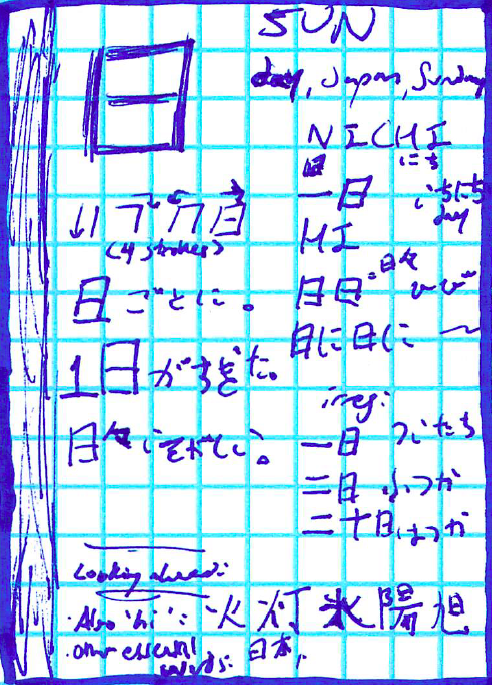 日
SUN
day, Japan, Sunday
NICHI
にち
一日 いちにち
day
HI
日日 = 日々 ひび
日に日に 〜
(4 strokes)
日ごとに。
1日がすぎた。
日々にそがしい。
irreg:
一日 ついたち
二日 ふつか
二十日 はつか
Looking ahead:
・Also "hi": 火 灯 氷 陽 旭
・other essential words: 日本.